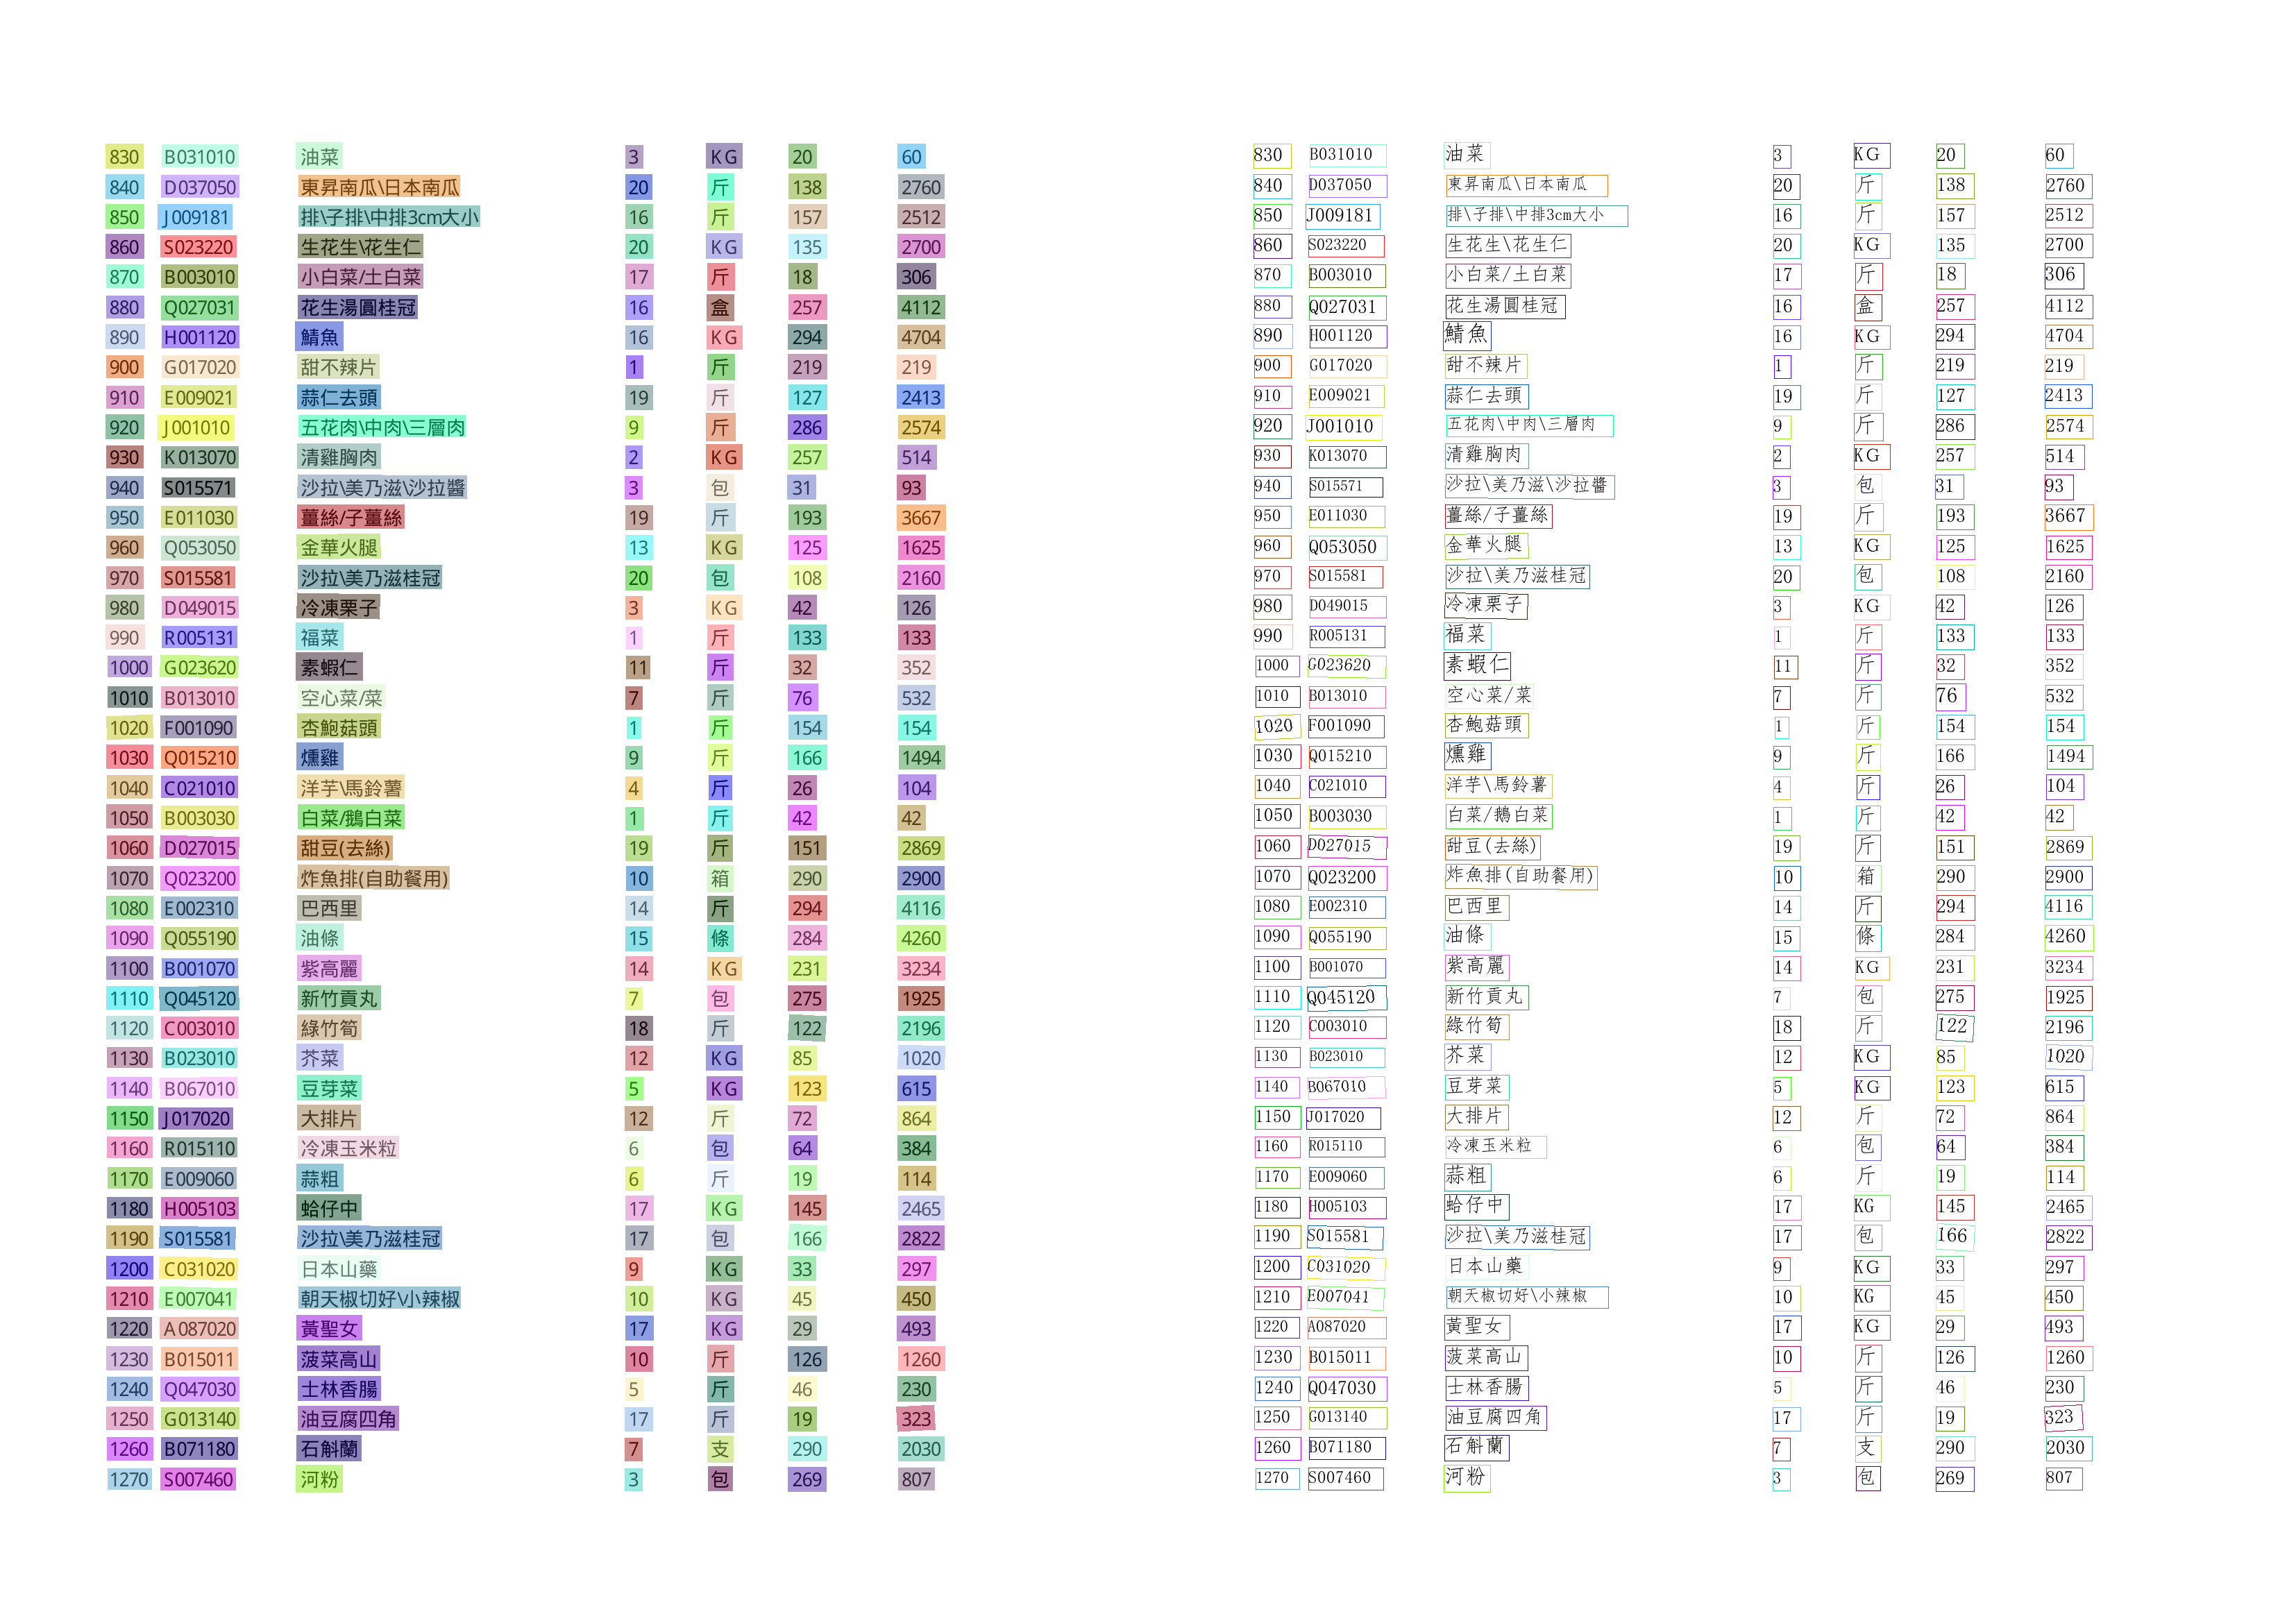 830 B031010 油菜 3 KG 20 60
840 D037050 東昇南瓜\日本南瓜 20 斤 138 2760
850 J009181 排\子排\中排3cm大小 16 斤 157 2512
860 S023220 生花生\花生仁 20 KG 135 2700
870 B003010 小白菜/土白菜 17 斤 18 306
880 Q027031 花生湯圓桂冠 16 盒 257 4112
890 H001120 鯖魚 16 KG 294 4704
900 G017020 甜不辣片 1 斤 219 219
910 E009021 蒜仁去頭 19 斤 127 2413
920 J001010 五花肉\中肉\三層肉 9 斤 286 2574
930 K013070 清雞胸肉 2 KG 257 514
940 S015571 沙拉\美乃滋\沙拉醬 3 包 31 93
950 E011030 薑絲/子薑絲 19 斤 193 3667
960 Q053050 金華火腿 13 KG 125 1625
970 S015581 沙拉\美乃滋桂冠 20 包 108 2160
980 D049015 冷凍栗子 3 KG 42 126
990 R005131 福菜 1 斤 133 133
1000 G023620 素蝦仁 11 斤 32 352
1010 B013010 空心菜/菜 7 斤 76 532
1020 F001090 杏鮑菇頭 1 斤 154 154
1030 Q015210 燻雞 9 斤 166 1494
1040 C021010 洋芋\馬鈴薯 4 斤 26 104
1050 B003030 白菜/鵝白菜 1 斤 42 42
1060 D027015 甜豆(去絲) 19 斤 151 2869
1070 Q023200 炸魚排(自助餐用) 10 箱 290 2900
1080 E002310 巴西里 14 斤 294 4116
1090 Q055190 油條 15 條 284 4260
1100 B001070 紫高麗 14 KG 231 3234
1110 Q045120 新竹貢丸 7 包 275 1925
1120 C003010 綠竹筍 18 斤 122 2196
1130 B023010 芥菜 12 KG 85 1020
1140 B067010 豆芽菜 5 KG 123 615
1150 J017020 大排片 12 斤 72 864
1160 R015110 冷凍玉米粒 6 包 64 384
1170 E009060 蒜粗 6 斤 19 114
1180 H005103 蛤仔中 17 KG 145 2465
1190 S015581 沙拉\美乃滋桂冠 17 包 166 2822
1200 C031020 日本山藥 9 KG 33 297
1210 E007041 朝天椒切好\小辣椒 10 KG 45 450
1220 A087020 黃聖女 17 KG 29 493
1230 B015011 菠菜高山 10 斤 126 1260
1240 Q047030 士林香腸 5 斤 46 230
1250 G013140 油豆腐四角 17 斤 19 323
1260 B071180 石斛蘭 7 支 290 2030
1270 S007460 河粉 3 包 269 807
830 B031010 油菜 3 KG 20 60
840 D037050 東昇南瓜\日本南瓜 20 斤 138 2760
850 J009181 排\子排\中排3cm大小 16 斤 157 2512
860 S023220 生花生\花生仁 20 KG 135 2700
870 B003010 小白菜/土白菜 17 斤 18 306
880 Q027031 花生湯圓桂冠 16 盒 257 4112
890 H001120 鯖魚 16 KG 294 4704
900 G017020 甜不辣片 1 斤 219 219
910 E009021 蒜仁去頭 19 斤 127 2413
920 J001010 五花肉\中肉\三層肉 9 斤 286 2574
930 K013070 清雞胸肉 2 KG 257 514
940 S015571 沙拉\美乃滋\沙拉醬 3 包 31 93
950 E011030 薑絲/子薑絲 19 斤 193 3667
960 Q053050 金華火腿 13 KG 125 1625
970 S015581 沙拉\美乃滋桂冠 20 包 108 2160
980 D049015 冷凍栗子 3 KG 42 126
990 R005131 福菜 1 斤 133 133
1000 G023620 素蝦仁 11 斤 32 352
1010 B013010 空心菜/菜 7 斤 76 532
1020 F001090 杏鮑菇頭 1 斤 154 154
1030 Q015210 燻雞 9 斤 166 1494
1040 C021010 洋芋\馬鈴薯 4 斤 26 104
1050 B003030 白菜/鵝白菜 1 斤 42 42
1060 D027015 甜豆(去絲) 19 斤 151 2869
1070 Q023200 炸魚排(自助餐用) 10 箱 290 2900
1080 E002310 巴西里 14 斤 294 4116
1090 Q055190 油條 15 條 284 4260
1100 B001070 紫高麗 14 KG 231 3234
1110 Q045120 新竹貢丸 7 包 275 1925
1120 C003010 綠竹筍 18 斤 122 2196
1130 B023010 芥菜 12 KG 85 1020
1140 B067010 豆芽菜 5 KG 123 615
1150 J017020 大排片 12 斤 72 864
1160 R015110 冷凍玉米粒 6 包 64 384
1170 E009060 蒜粗 6 斤 19 114
1180 H005103 蛤仔中 17 KG 145 2465
1190 S015581 沙拉\美乃滋桂冠 17 包 166 2822
1200 C031020 日本山藥 9 KG 33 297
1210 E007041 朝天椒切好\小辣椒 10 KG 45 450
1220 A087020 黃聖女 17 KG 29 493
1230 B015011 菠菜高山 10 斤 126 1260
1240 Q047030 士林香腸 5 斤 46 230
1250 G013140 油豆腐四角 17 斤 19 323
1260 B071180 石斛蘭 7 支 290 2030
1270 S007460 河粉 3 包 269 807